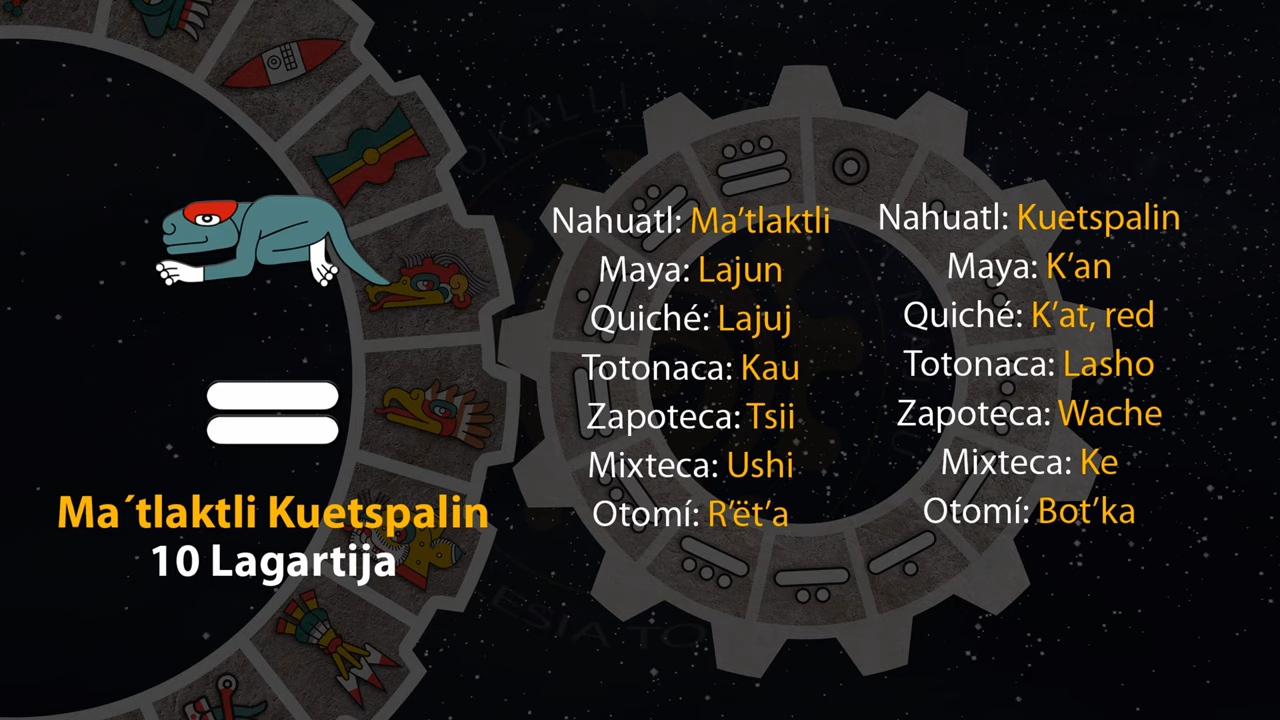 Nahuatl: Ma’tlaktli
Maya: Lajun
Quiché: Lajuj
Totonaca: Kau
Zapoteca: Tsii
Mixteca: Ushi
Otomí: R’ët’a
Nahuatl: Kuetspalin
Maya: K’an
Quiché: K’at, red
Totonaca: Lasho
Zapoteca: Wache
Mixteca: Ke
Otomí: Bot’ka
Ma´tlaktli Kuetspalin
10 Lagartija